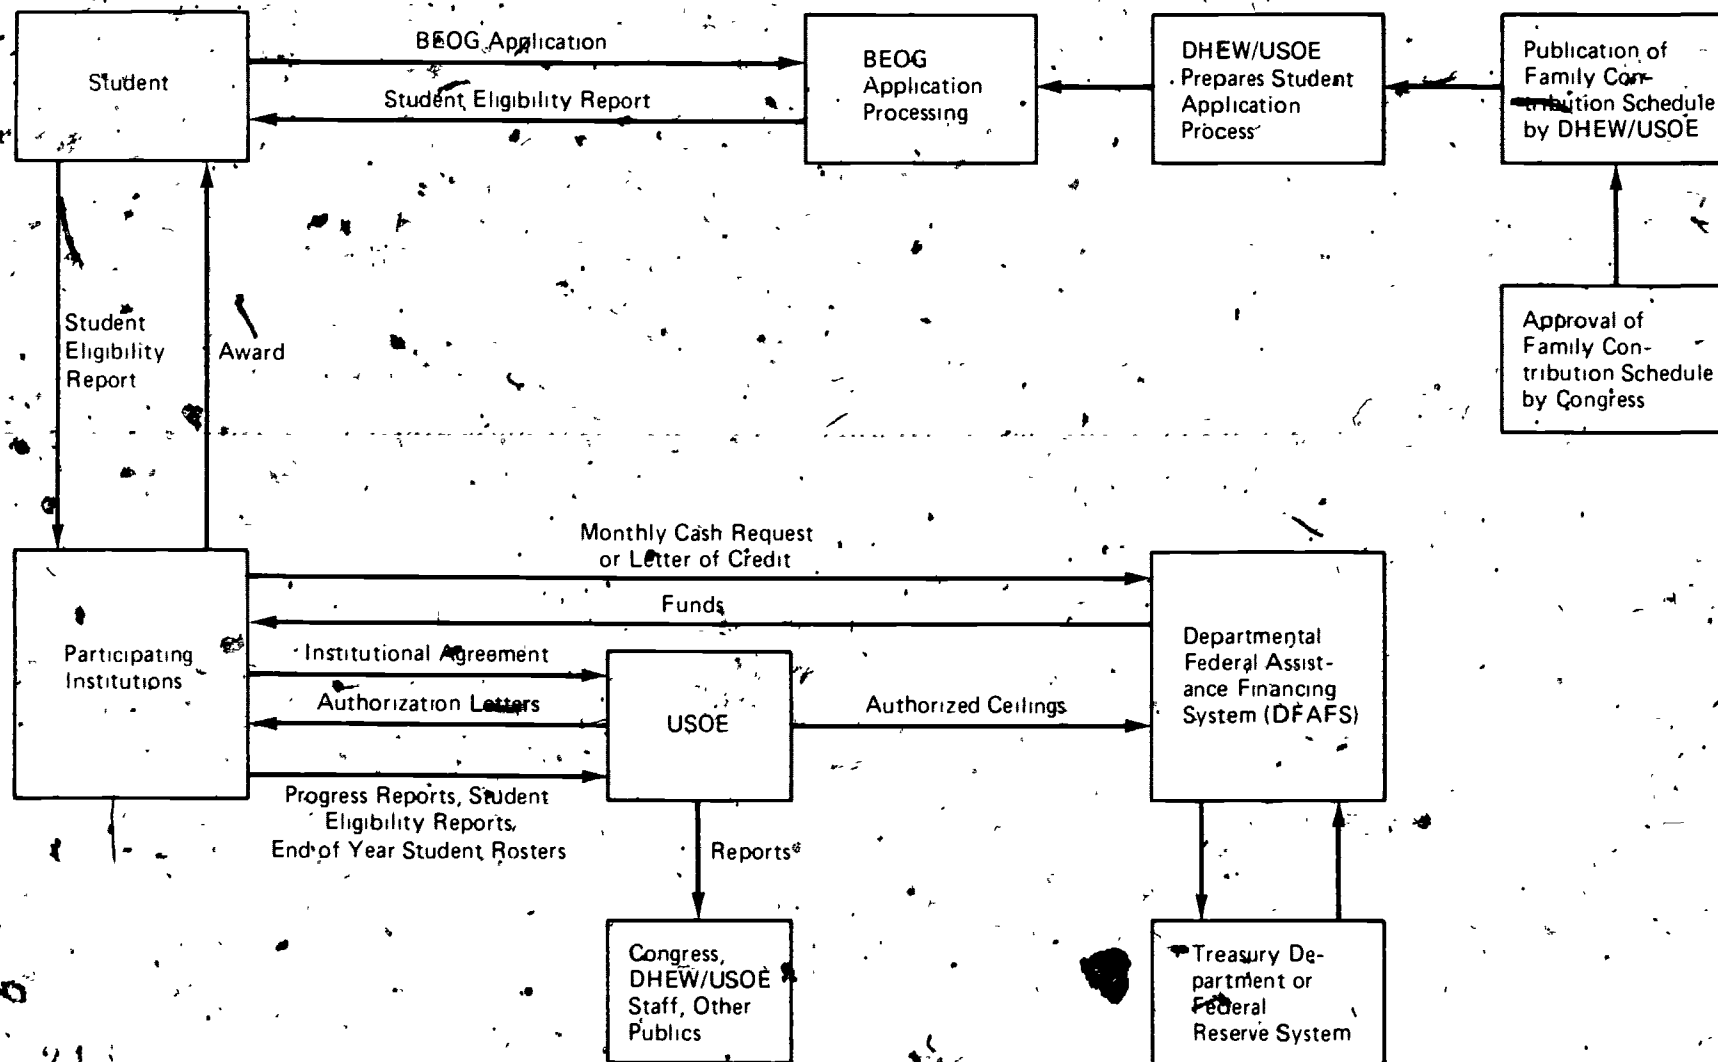 BEOG Application
Student Eligibility Report
Student
BEOG
Application
Processing
DHEW/USOE
Prepares Student
Application
Process
Publication of
Family Con-
tribution Schedule
by DHEW/USOE
Student
Eligibility
Report
Award
Approval of
Family Con-
tribution Schedule
by Congress
Monthly Cash Request
or Letter of Credit
Funds
Institutional Agreement
Authorization Letters
Participating
Institutions
USOE
Authorized Ceilings
Departmental
Federal Assist-
ance Financing
System (DFAFS)
Progress Reports, Student
Eligibility Reports,
End of Year Student Rosters
Reports
Congress,
DHEW/USOE
Staff, Other
Publics
Treasury De-
partment or
Federal
Reserve System